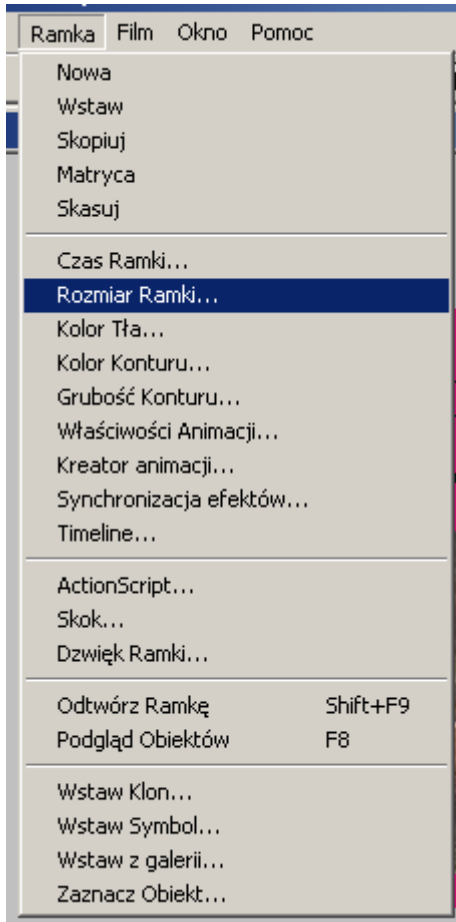 Ramka Film Okno Pomoc
Nowa
Wstaw
Skopiuj
Matryca
Skasuj
Czas Ramki...
Rozmiar Ramki...
Kolor Tła...
Kolor Konturu...
Grubość Konturu...
Właściwości Animacji...
Kreator animacji...
Synchronizacja efektów...
Timeline...
ActionScript...
Skok...
Dzwięk Ramki...
Odtwórz Ramkę Shift+F9
Podgląd Obiektów F8
Wstaw Klon...
Wstaw Symbol...
Wstaw z galerii...
Zaznacz Obiekt...